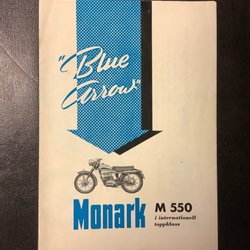 "Blue
Arrow"
Monark
M 550
i internationell
toppklass